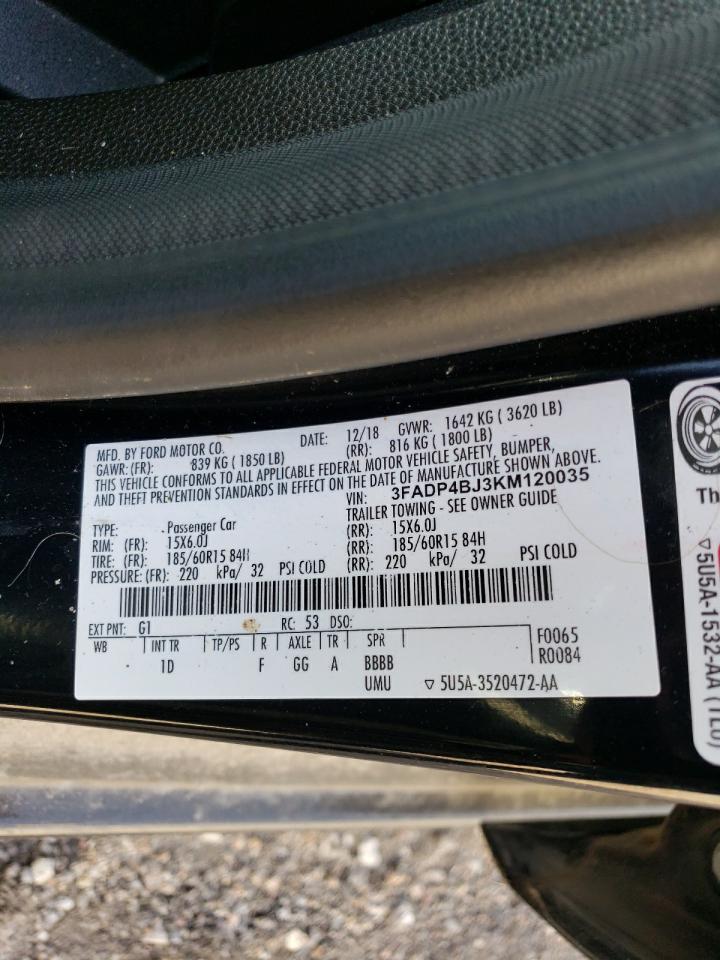 MFD. BY FORD MOTOR CO. DATE: 12/18 GVWR: 1642 KG ( 3620 LB)
GAWR: (FR): 839 KG ( 1850 LB) (RR): 816 KG ( 1800 LB)
THIS VEHICLE CONFORMS TO ALL APPLICABLE FEDERAL MOTOR VEHICLE SAFETY, BUMPER,
AND THEFT PREVENTION STANDARDS IN EFFECT ON THE DATE OF MANUFACTURE SHOWN ABOVE.
VIN: 3FADP4BJ3KM120035
TYPE: Passenger Car TRAILER TOWING - SEE OWNER GUIDE
RIM: (FR): 15X6.0J (RR): 15X6.0J
TIRE: (FR): 185/60R15 84H (RR): 185/60R15 84H
PRESSURE: (FR): 220 kPa/ 32 PSI COLD (RR): 220 kPa/ 32 PSI COLD
EXT PNT: G1 RC: 53 DSO:
WB INT TR TP/PS R AXLE TR SPR F0065
1D F GG A BBBB R0084
UMU ▽ 5U5A-3520472-AA
Th
▽5U5A-1532-AA (TL0)